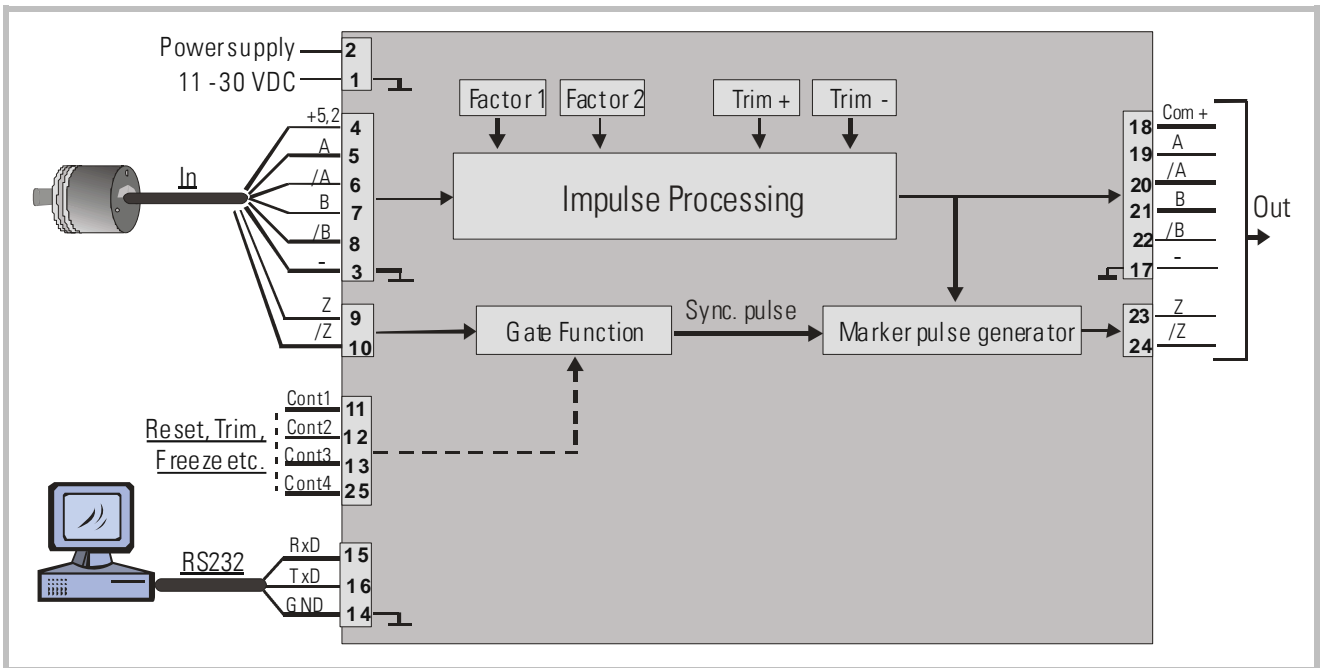 Power supply
2
11 -30 VDC
1
Factor 1
Factor 2
Trim +
Trim -
+5,2
4
A
5
In
/A
6
B
7
/B
8
-
3
Impulse Processing
18
Com +
19
A
20
/A
21
B
22
/B
17
-
Out
Z
9
/Z
10
Gate Function
Sync. pulse
Marker pulse generator
23
Z
24
/Z
Cont1
11
Reset, Trim,
Cont2
12
Freeze etc.
Cont3
13
Cont4
25
RS232
RxD
15
TxD
16
GND
14